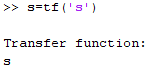 >> s=tf('s')
Transfer function:
s